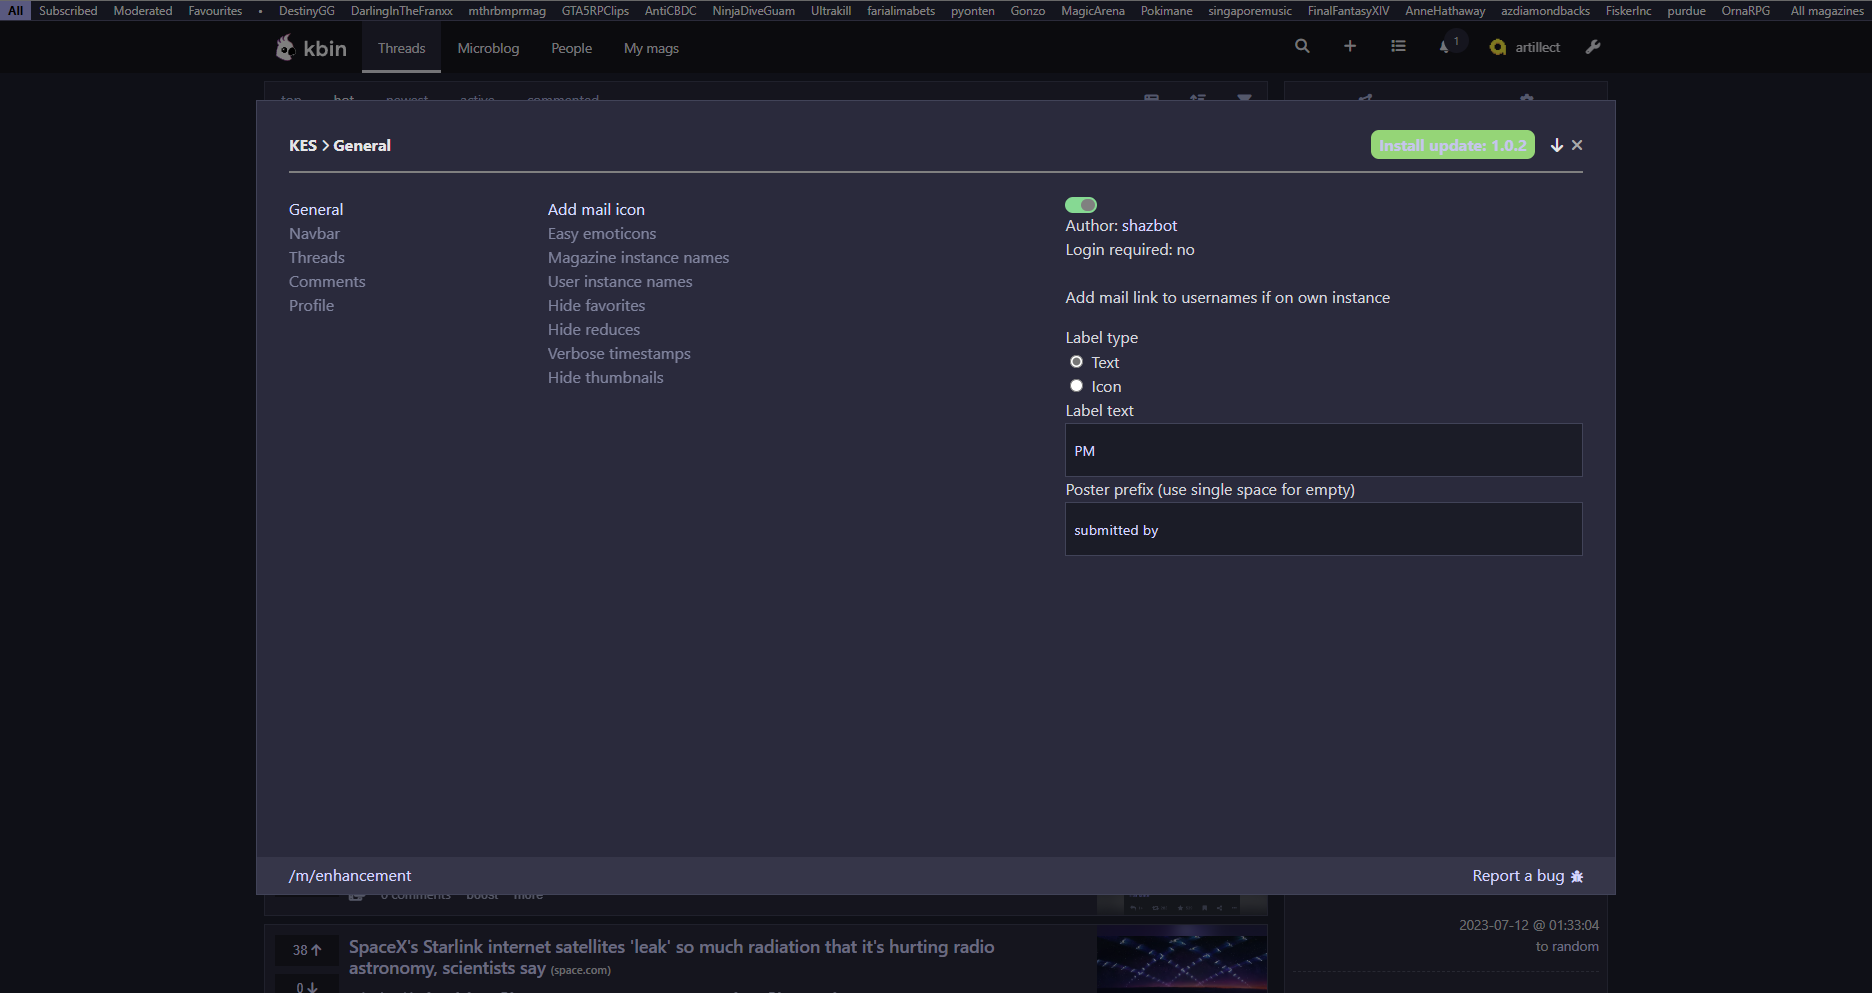 All Subscribed Moderated Favourites • DestinyGG DarlingInTheFranxx mthrbmprmag GTA5RPClips AntiCBDC NinjaDiveGuam Ultrakill farialimabets pyonten Gonzo MagicArena Pokimane singaporemusic FinalFantasyXIV AnneHathaway azdiamondbacks FiskerInc purdue OrnaRPG All magazines
kbin Threads Microblog People My mags 1 artillect
top hot newest active commented
KES > General Install update: 1.0.2
General
Navbar
Threads
Comments
Profile
Add mail icon
Easy emoticons
Magazine instance names
User instance names
Hide favorites
Hide reduces
Verbose timestamps
Hide thumbnails
Author: shazbot
Login required: no
Add mail link to usernames if on own instance
Label type
Text
Icon
Label text
PM
Poster prefix (use single space for empty)
submitted by
/m/enhancement Report a bug
0 comments boost more
38
SpaceX's Starlink internet satellites 'leak' so much radiation that it's hurting radio
astronomy, scientists say (space.com)
0
2023-07-12 @ 01:33:04
to random